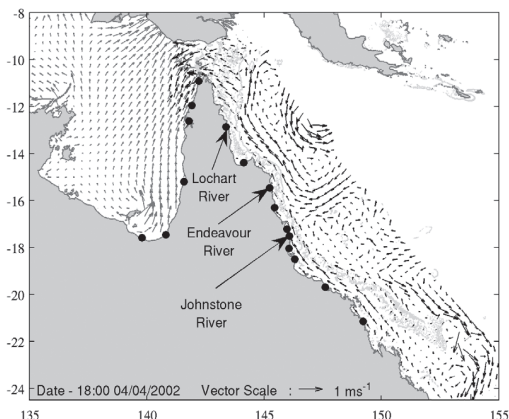 -8
-10
-12
-14
-16
-18
-20
-22
-24
Lochart
River
Endeavour
River
Johnstone
River
Date - 18:00 04/04/2002 Vector Scale : 1 ms-1
135 140 145 150 155